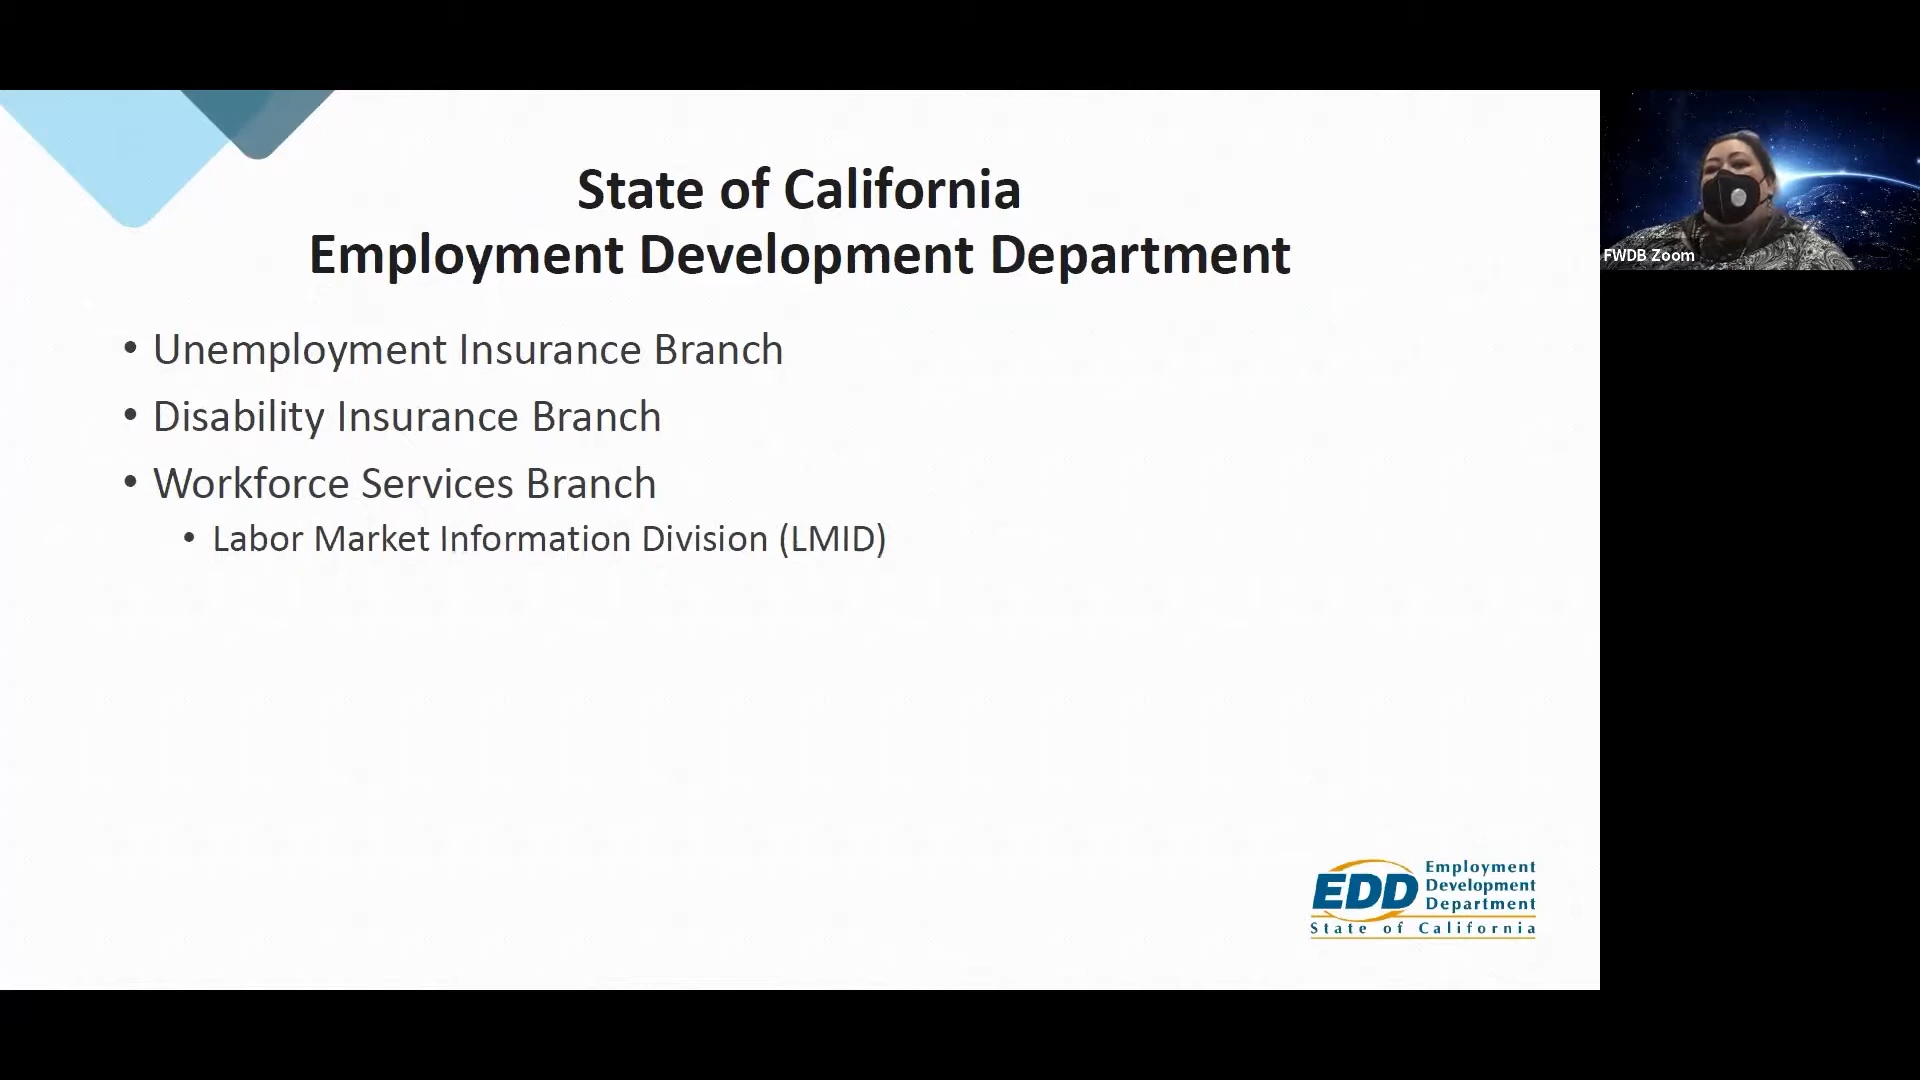 State of California
Employment Development Department
• Unemployment Insurance Branch
• Disability Insurance Branch
• Workforce Services Branch
• Labor Market Information Division (LMID)
FWDB Zoom
EDD
Employment
Development
Department
State of California